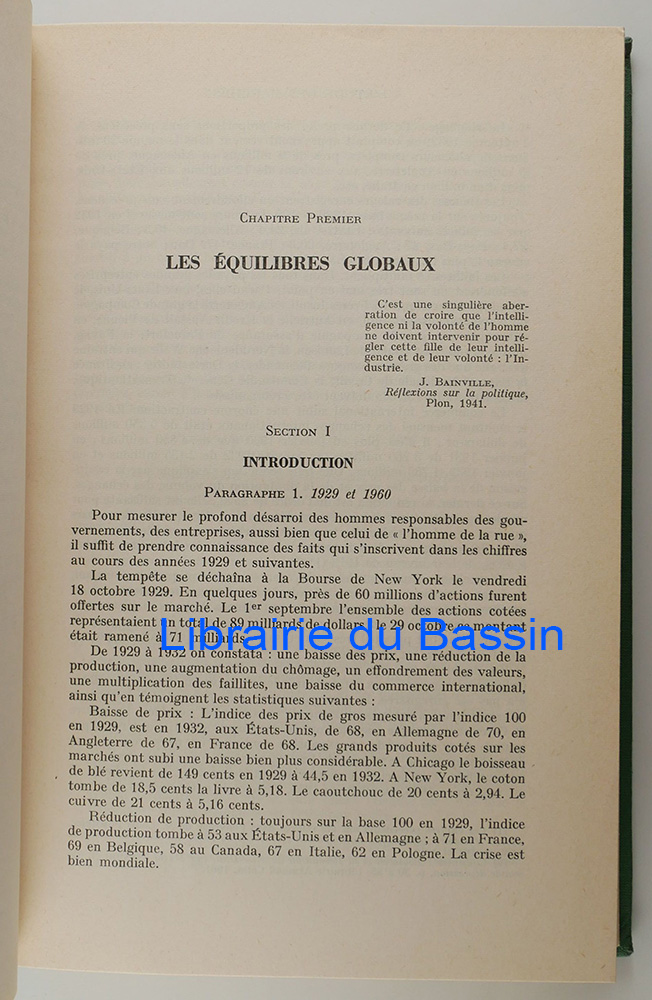 CHAPITRE PREMIER
LES ÉQUILIBRES GLOBAUX
C'est une singulière aber-
ration de croire que l'intelli-
gence ni la volonté de l'homme
ne doivent intervenir pour ré-
gler cette fille de leur intelli-
gence et de leur volonté : l'In-
dustrie.
J. BAINVILLE,
Réflexions sur la politique,
Plon, 1941.
SECTION I
INTRODUCTION
PARAGRAPHE 1. 1929 et 1960
Pour mesurer le profond désarroi des hommes responsables des gou-
vernements, des entreprises, aussi bien que celui de « l'homme de la rue »,
il suffit de prendre connaissance des faits qui s'inscrivent dans les chiffres
au cours des années 1929 et suivantes.
La tempête se déchaîna à la Bourse de New York le vendredi
18 octobre 1929. En quelques jours, près de 60 millions d'actions furent
offertes sur le marché. Le 1er septembre l'ensemble des actions cotées
représentaient un total de 89 milliards de dollars, le 29 octobre ce montant
était ramené à 71 milliards.
Librairie du Bassin
De 1929 à 1932 on constata : une baisse des prix, une réduction de la
production, une augmentation du chômage, un effondrement des valeurs,
une multiplication des faillites, une baisse du commerce international,
ainsi qu'en témoignent les statistiques suivantes :
Baisse de prix : L'indice des prix de gros mesuré par l'indice 100
en 1929, est en 1932, aux États-Unis, de 68, en Allemagne de 70, en
Angleterre de 67, en France de 68. Les grands produits cotés sur les
marchés ont subi une baisse bien plus considérable. A Chicago le boisseau
de blé revient de 149 cents en 1929 à 44,5 en 1932. A New York, le coton
tombe de 18,5 cents la livre à 5,18. Le caoutchouc de 20 cents à 2,94. Le
cuivre de 21 cents à 5,16 cents.
Réduction de production : toujours sur la base 100 en 1929, l'indice
de production tombe à 53 aux États-Unis et en Allemagne ; à 71 en France,
69 en Belgique, 58 au Canada, 67 en Italie, 62 en Pologne. La crise est
bien mondiale.